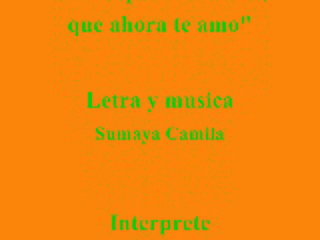 que ahora te amo"
Letra y musica
Sumaya Camila
Interprete